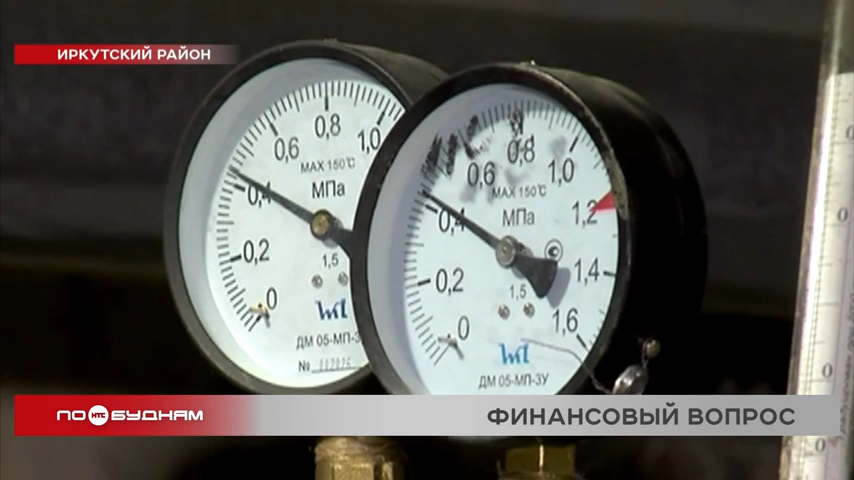 ИРКУТСКИЙ РАЙОН
0,8
0,6
1,0
MAX 150°C
0,4
МПа
0,2
1,5
0
ДМ 05-МП-3
№
0,8
0,6
1,0
MAX 150°C
0,4
МПа
1,2
0,2
1,4
1,5
0
1,6
ДМ 05-МП-3У
ПО НТС БУДНЯМ
ФИНАНСОВЫЙ ВОПРОС